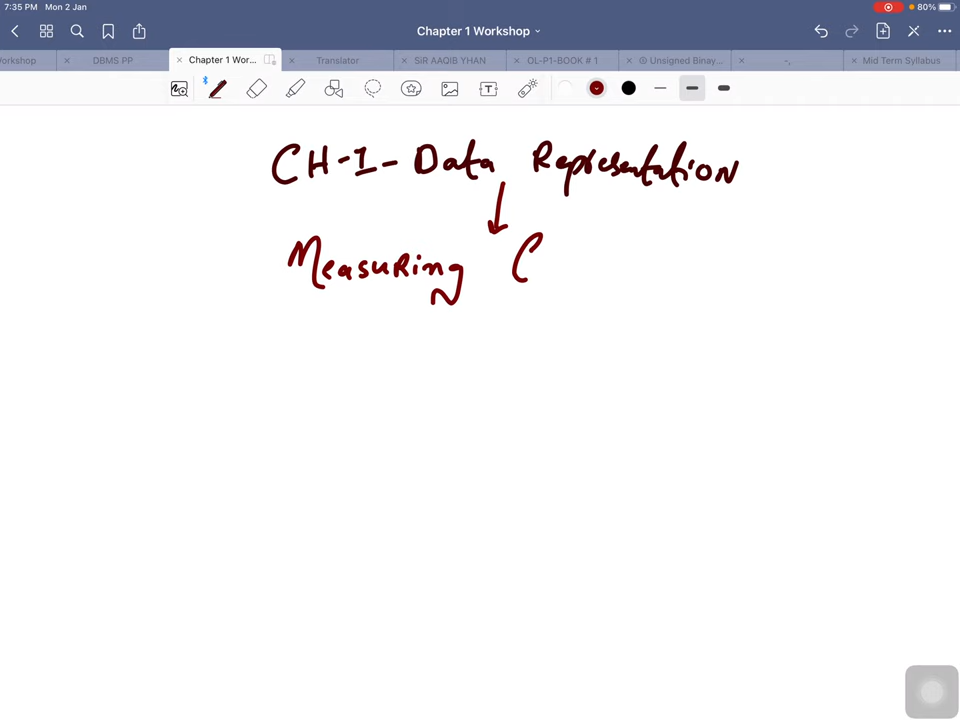 7:35 PM Mon 2 Jan 80%
Chapter 1 Workshop
orkshop DBMS PP Chapter 1 Wor... Translator SiR AAQIB YHAN OL-P1-BOOK # 1 Unsigned Binay... -, Mid Term Syllabus
CH-1- Data Representation
Measuring C